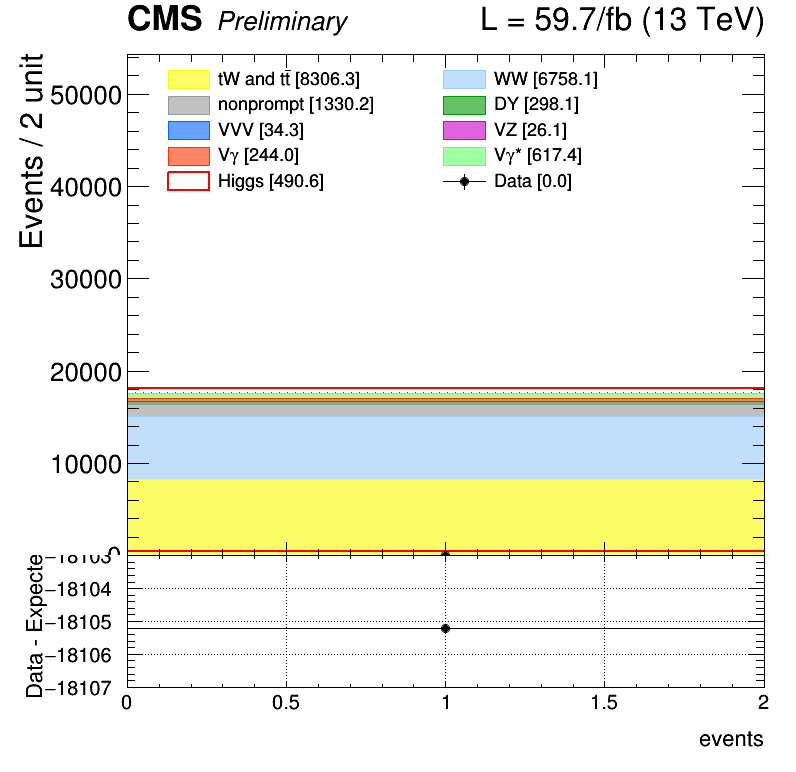 CMS Preliminary L = 59.7/fb (13 TeV)
Events / 2 unit
50000
40000
30000
20000
10000
0
tW and tt̄ [8306.3]
WW [6758.1]
nonprompt [1330.2]
DY [298.1]
VVV [34.3]
VZ [26.1]
Vγ [244.0]
Vγ* [617.4]
Higgs [490.6]
Data [0.0]
Data - Expecte
−18103
−18104
−18105
−18106
−18107
0 0.5 1 1.5 2
events